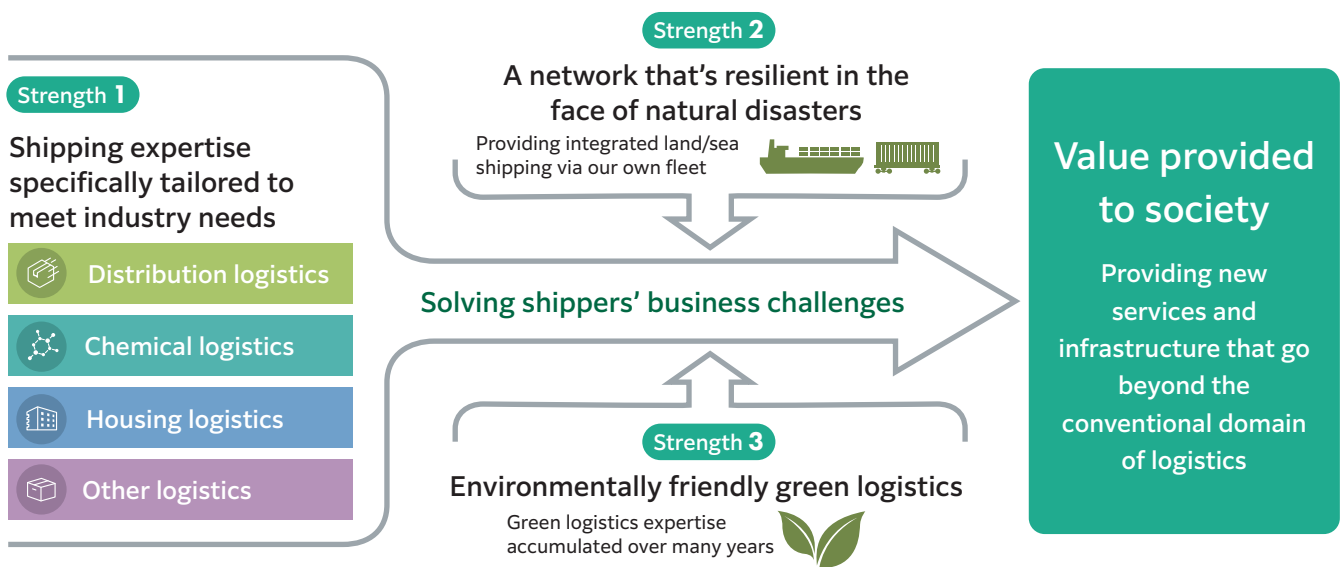 Strength 1
Shipping expertise
specifically tailored to
meet industry needs
Distribution logistics
Chemical logistics
Housing logistics
Other logistics
Strength 2
A network that's resilient in the
face of natural disasters
Providing integrated land/sea
shipping via our own fleet
Solving shippers’ business challenges
Strength 3
Environmentally friendly green logistics
Green logistics expertise
accumulated over many years
Value provided
to society
Providing new
services and
infrastructure that go
beyond the
conventional domain
of logistics